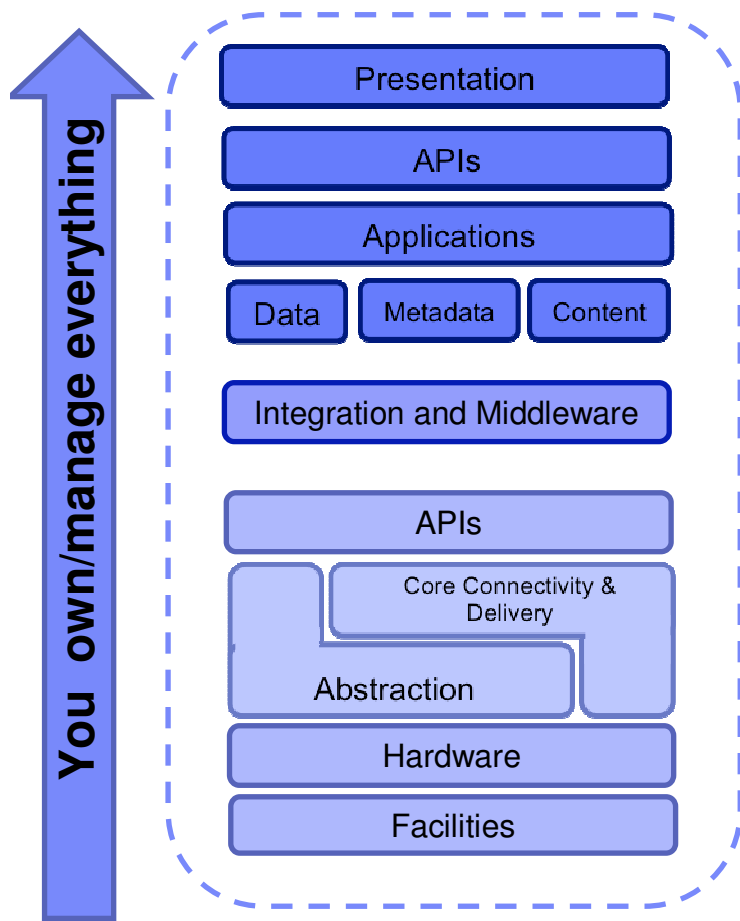 You own/manage everything
Presentation
APIs
Applications
Data
Metadata
Content
Integration and Middleware
APIs
Core Connectivity &
Delivery
Abstraction
Hardware
Facilities